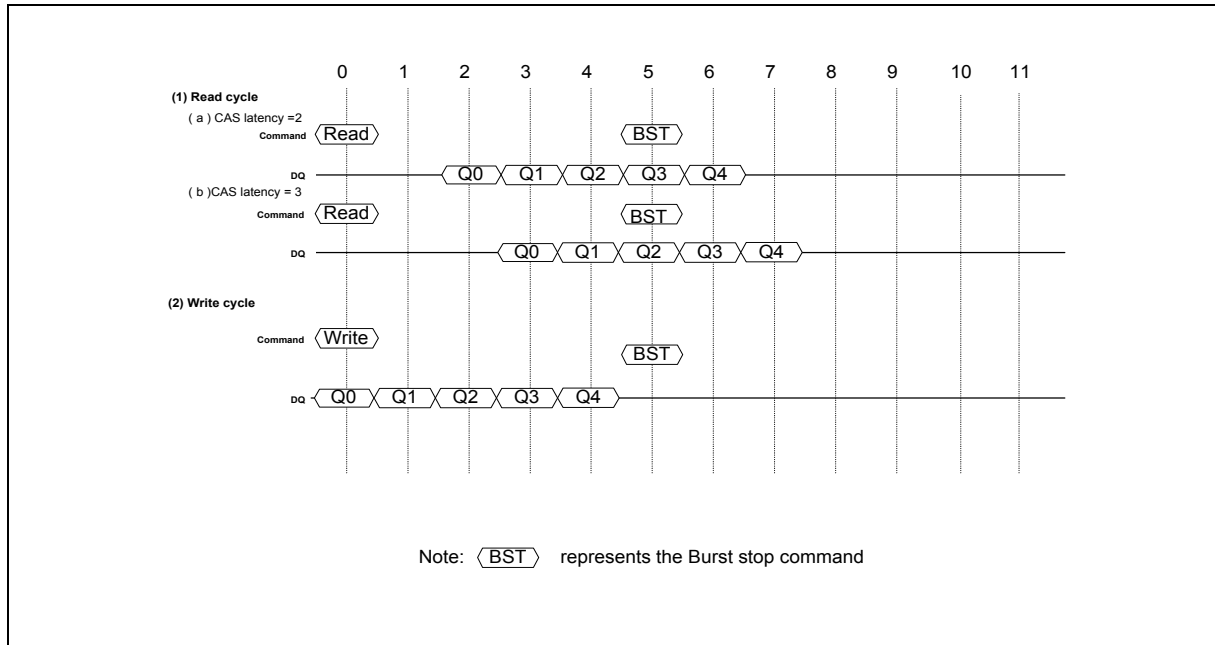 0 1 2 3 4 5 6 7 8 9 10 11
(1) Read cycle
( a ) CAS latency =2
Command Read BST
DQ Q0 Q1 Q2 Q3 Q4
( b )CAS latency = 3
Command Read BST
DQ Q0 Q1 Q2 Q3 Q4
(2) Write cycle
Command Write BST
DQ Q0 Q1 Q2 Q3 Q4
Note: BST represents the Burst stop command